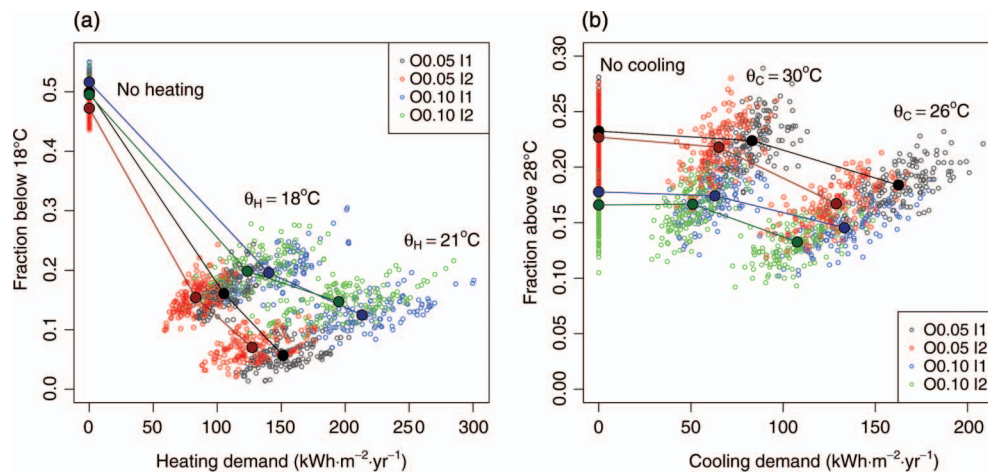 (a)
No heating
O0.05 I1
O0.05 I2
O0.10 I1
O0.10 I2
θH = 18°C
θH = 21°C
Fraction below 18°C
0.5
0.4
0.3
0.2
0.1
0.0
0 50 100 150 200 250 300
Heating demand (kWh·m⁻²·yr⁻¹)
(b)
No cooling
θC = 30°C
θC = 26°C
Fraction above 28°C
0.30
0.25
0.20
0.15
0.10
0.05
0.00
O0.05 I1
O0.05 I2
O0.10 I1
O0.10 I2
0 50 100 150 200
Cooling demand (kWh·m⁻²·yr⁻¹)